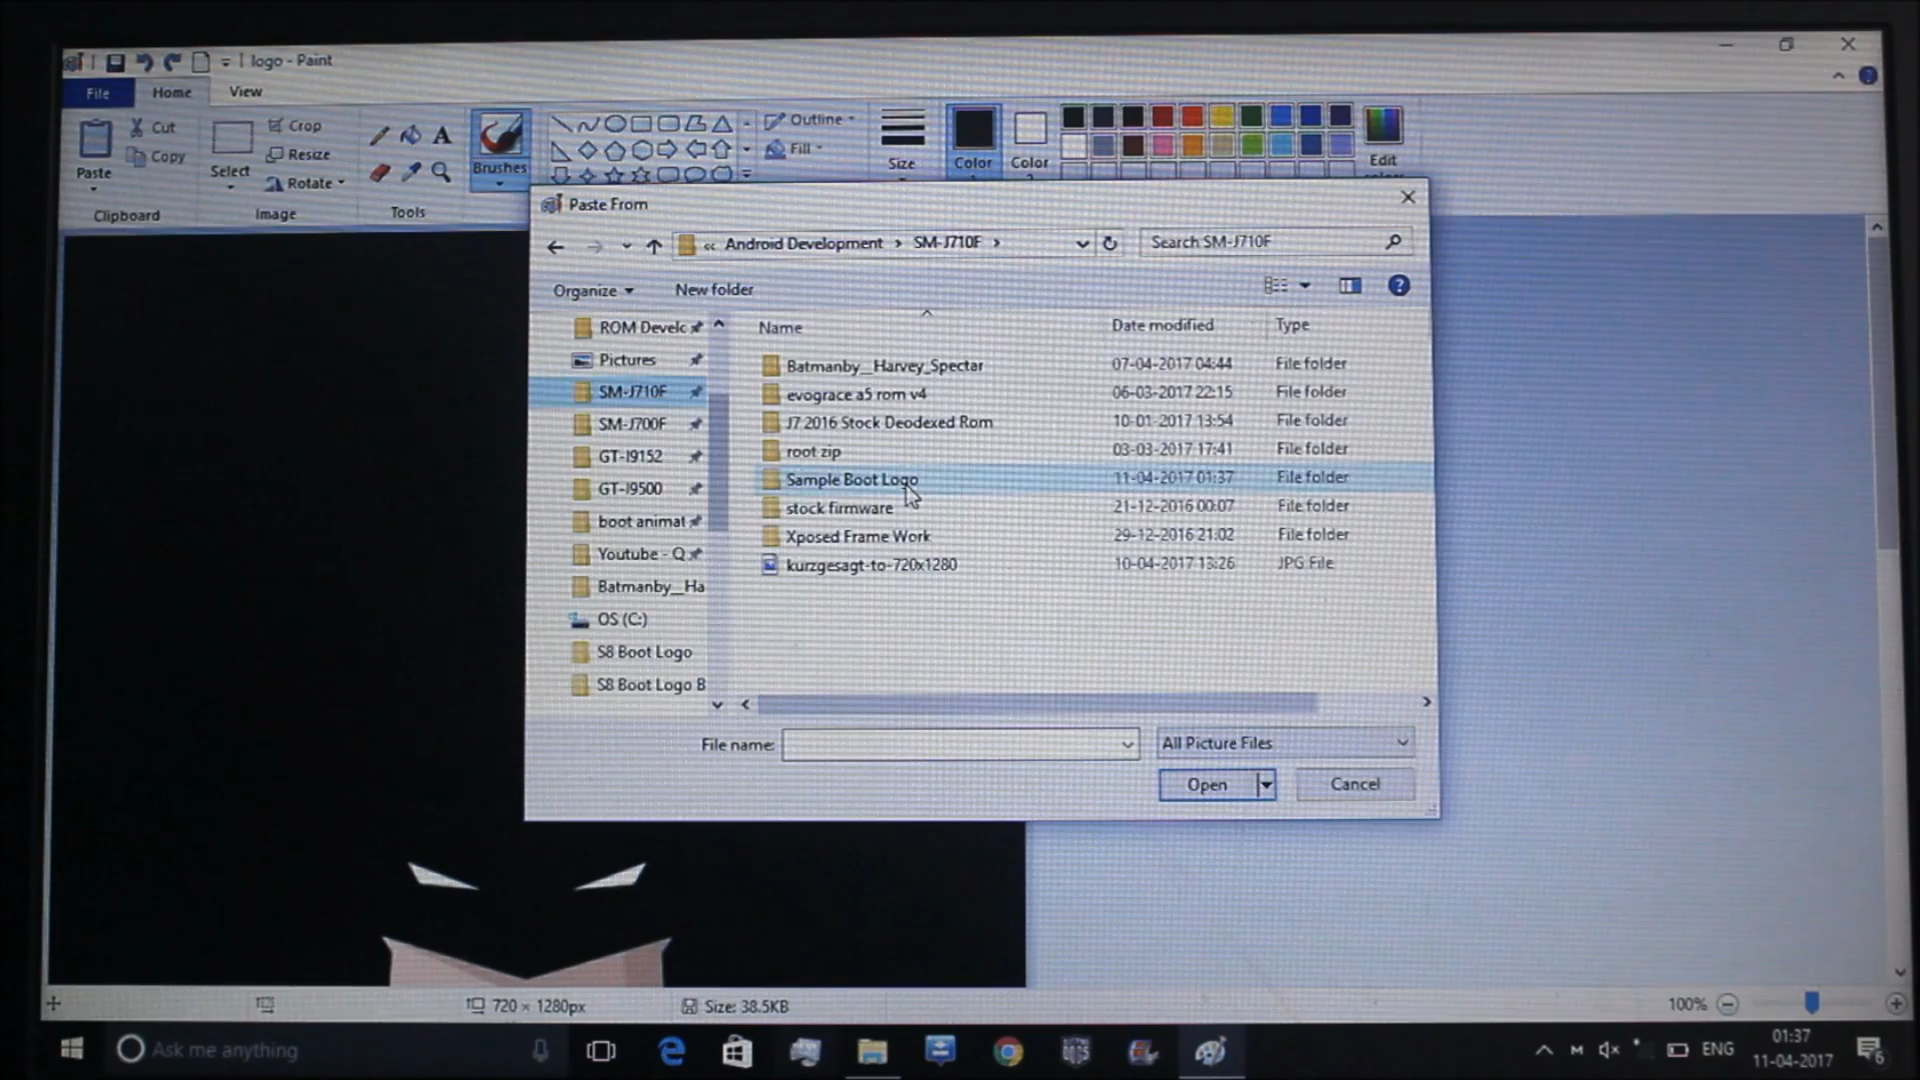 logo - Paint
File
Home
View
Paste
Cut
Copy
Clipboard
Select
Crop
Resize
Rotate
Image
A
Tools
Brushes
Outline
Fill
Size
Color
Color
Edit
Paste From
« Android Development › SM-J710F ›
Search SM-J710F
Organize
New folder
?
Name
Date modified
Type
ROM Develc
Pictures
SM-J710F
SM-J700F
GT-I9152
GT-I9500
boot animat
Youtube - Q
Batmanby__Ha
OS (C:)
S8 Boot Logo
S8 Boot Logo B
Batmanby__Harvey_Spectar 07-04-2017 04:44 File folder
evograce a5 rom v4 06-03-2017 22:15 File folder
J7 2016 Stock Deodexed Rom 10-01-2017 13:54 File folder
root zip 03-03-2017 17:41 File folder
Sample Boot Logo 11-04-2017 01:37 File folder
stock firmware 21-12-2016 00:07 File folder
Xposed Frame Work 29-12-2016 21:02 File folder
kurzgesagt-to-720x1280 10-04-2017 13:26 JPG File
File name:
All Picture Files
Open
Cancel
720 × 1280px
Size: 38.5KB
100%
Ask me anything
ENG
01:37
11-04-2017
6